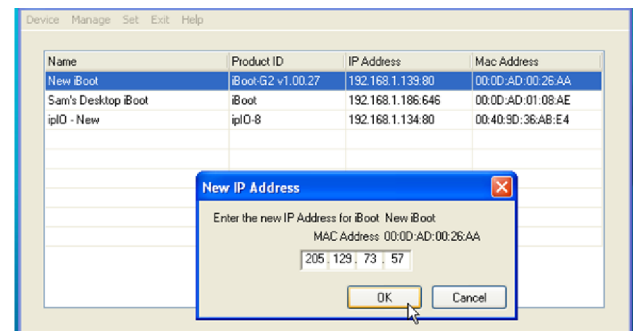 Device Manage Set Exit Help
Name Product ID IP Address Mac Address
New iBoot iBoot-G2 v1.00.27 192.168.1.139:80 00:0D:AD:00:26:AA
Sam's Desktop iBoot iBoot 192.168.1.186:646 00:0D:AD:01:08:AE
ipIO - New ipIO-8 192.168.1.134:80 00:40:9D:36:AB:E4
New IP Address
Enter the new IP Address for iBoot New iBoot
MAC Address 00:0D:AD:00:26:AA
205 . 129 . 73 . 57
OK Cancel